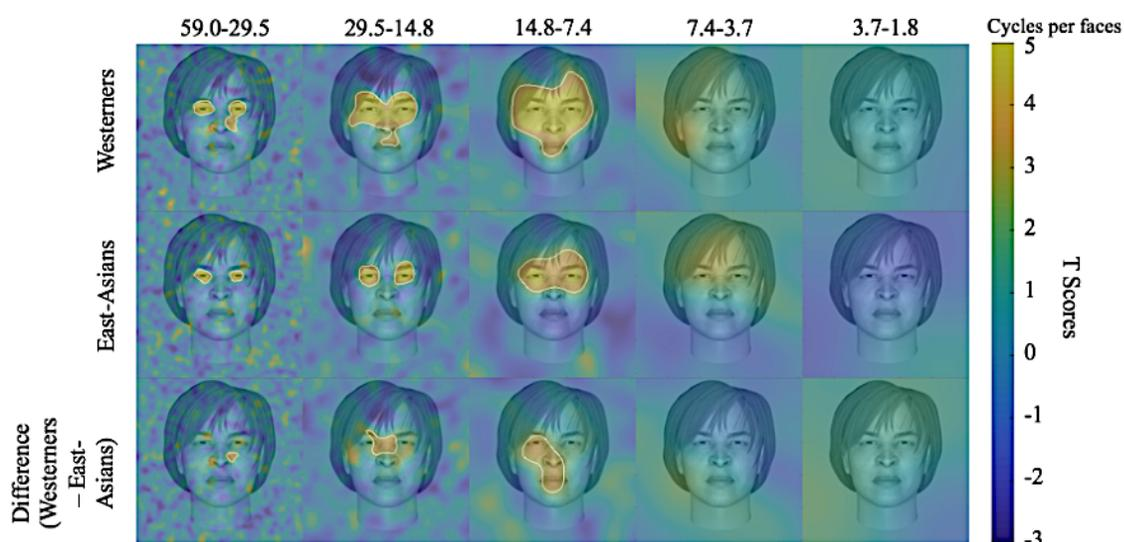 59.0-29.5 29.5-14.8 14.8-7.4 7.4-3.7 3.7-1.8 Cycles per faces
Westerners
East-Asians
Difference
(Westerners
– East-
Asians)
5
4
3
2
1
0
-1
-2
-3
T Scores